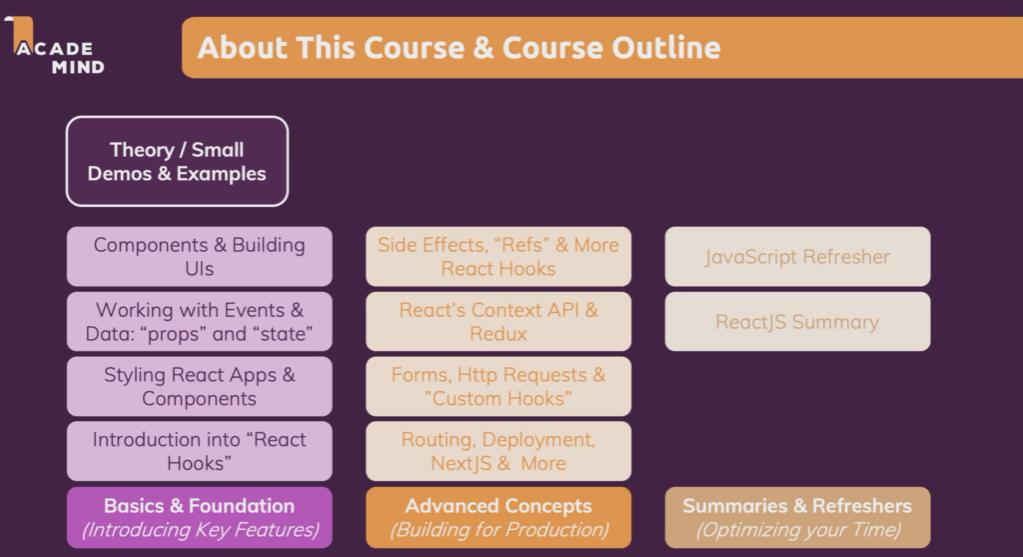 ACADE
MIND
About This Course & Course Outline
Theory / Small
Demos & Examples
Components & Building
UIs
Working with Events &
Data: “props” and “state”
Styling React Apps &
Components
Introduction into “React
Hooks”
Basics & Foundation
(Introducing Key Features)
Side Effects, “Refs” & More
React Hooks
React’s Context API &
Redux
Forms, Http Requests &
”Custom Hooks”
Routing, Deployment,
NextJS & More
Advanced Concepts
(Building for Production)
JavaScript Refresher
ReactJS Summary
Summaries & Refreshers
(Optimizing your Time)